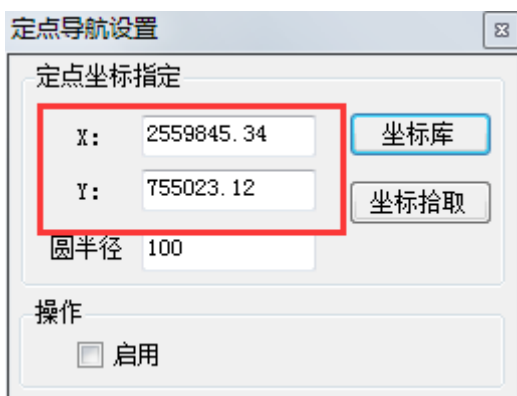 定点导航设置
定点坐标指定
X: 2559845.34 坐标库
Y: 755023.12 坐标拾取
圆半径 100
操作
启用